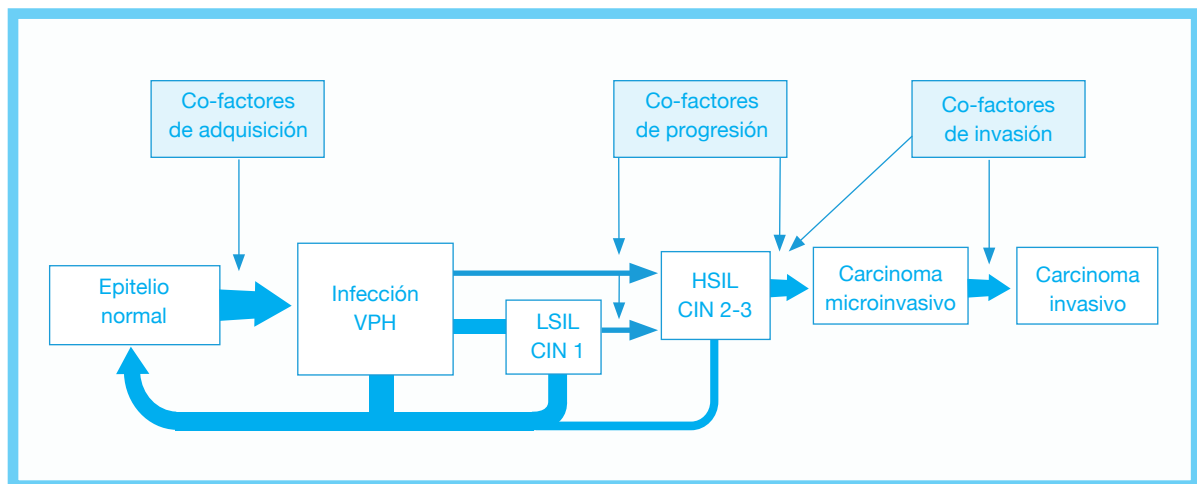 Co-factores
de adquisición
Co-factores
de progresión
Co-factores
de invasión
Epitelio
normal
Infección
VPH
LSIL
CIN 1
HSIL
CIN 2-3
Carcinoma
microinvasivo
Carcinoma
invasivo